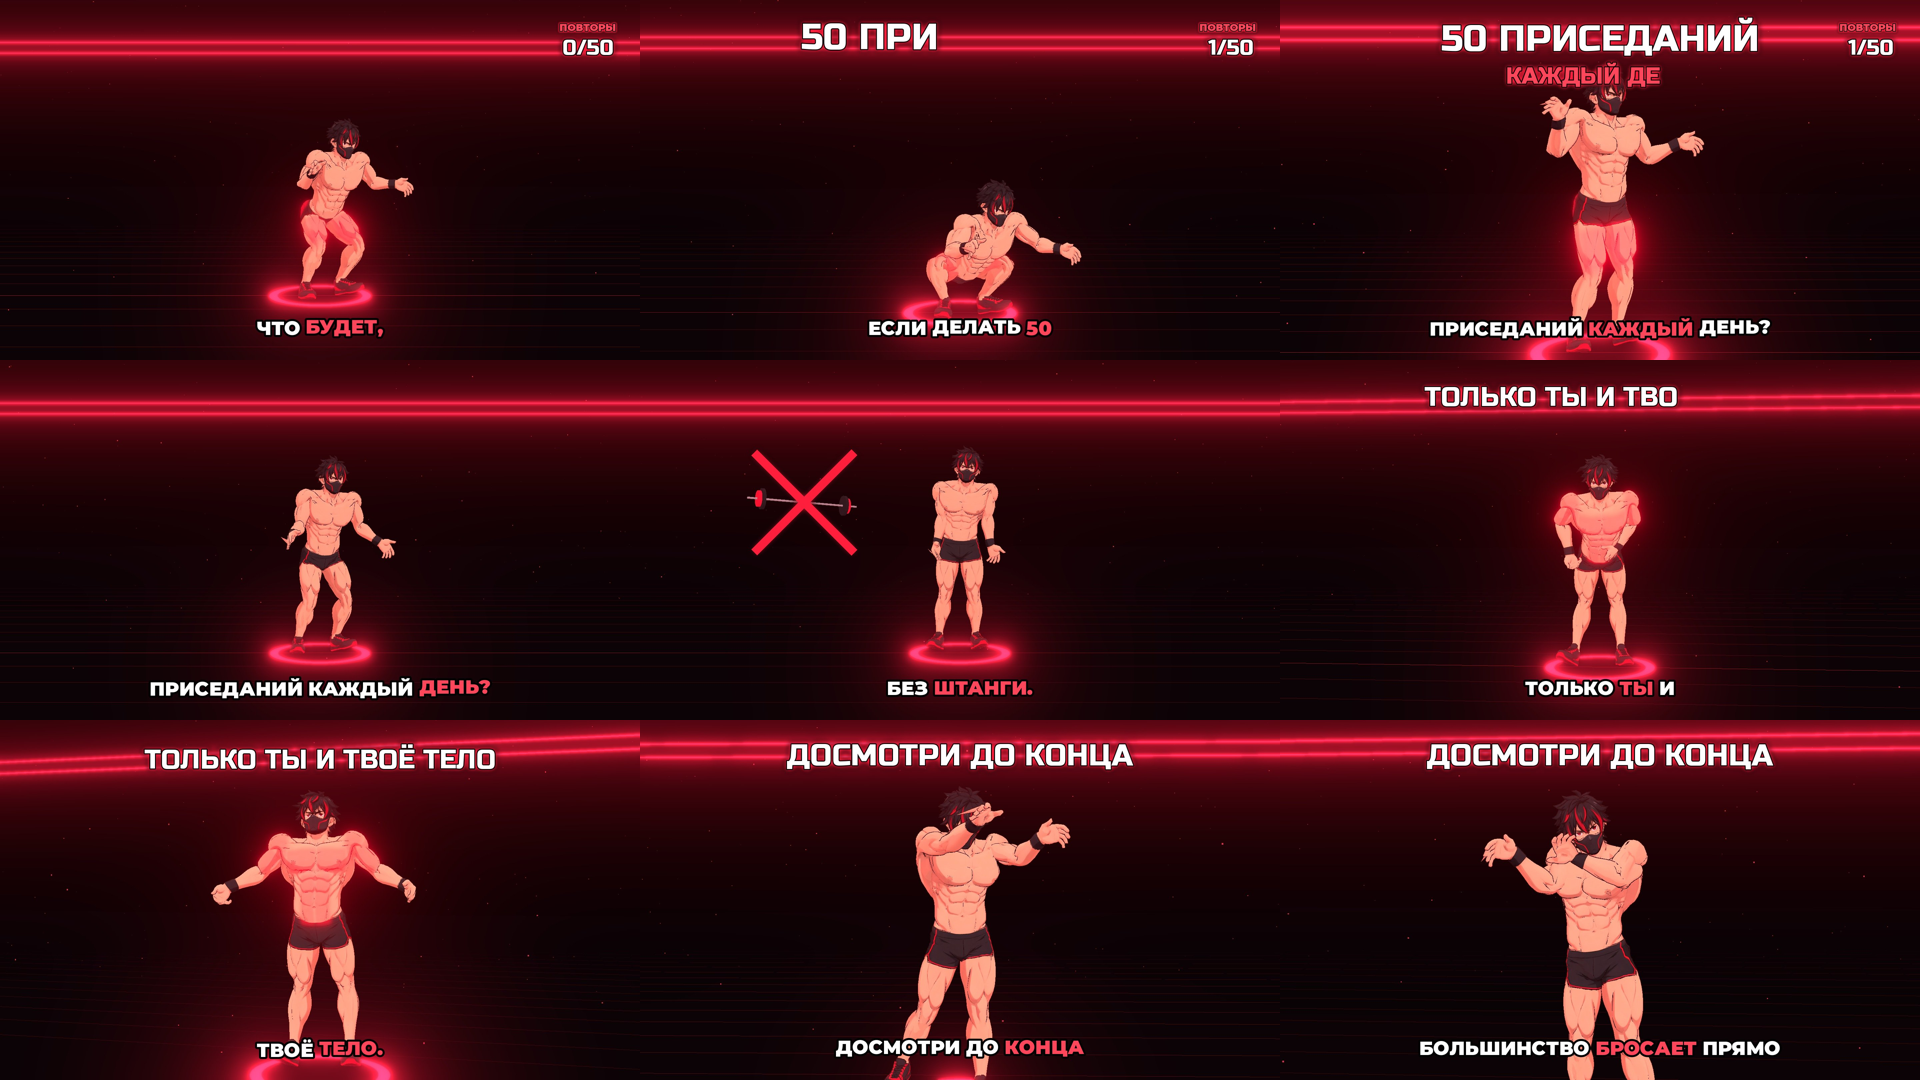 ПОВТОРЫ
0/50
ЧТО БУДЕТ,
50 ПРИ
ПОВТОРЫ
1/50
ЕСЛИ ДЕЛАТЬ 50
50 ПРИСЕДАНИЙ
КАЖДЫЙ ДЕ
ПОВТОРЫ
1/50
ПРИСЕДАНИЙ КАЖДЫЙ ДЕНЬ?
ПРИСЕДАНИЙ КАЖДЫЙ ДЕНЬ?
БЕЗ ШТАНГИ.
ТОЛЬКО ТЫ И ТВО
ТОЛЬКО ТЫ И
ТОЛЬКО ТЫ И ТВОЁ ТЕЛО
ТВОЁ ТЕЛО.
ДОСМОТРИ ДО КОНЦА
ДОСМОТРИ ДО КОНЦА
ДОСМОТРИ ДО КОНЦА
БОЛЬШИНСТВО БРОСАЕТ ПРЯМО